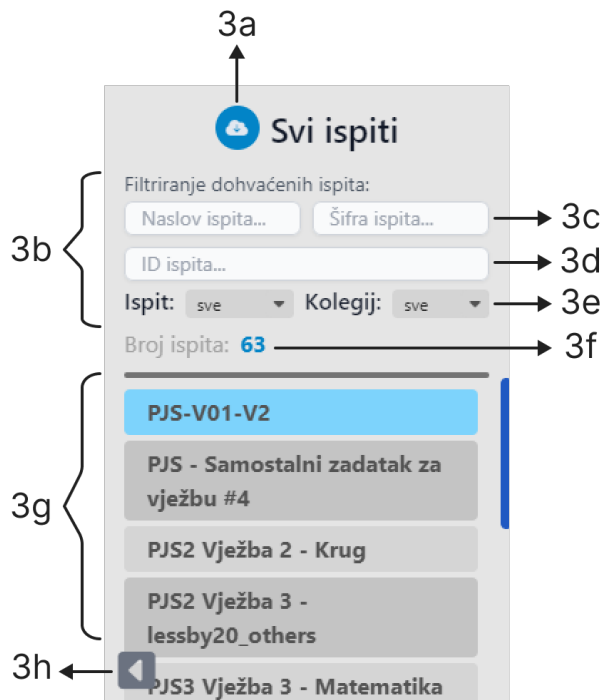 3a
Svi ispiti
Filtriranje dohvaćenih ispita:
Naslov ispita... Šifra ispita... 3c
3b
ID ispita... 3d
Ispit: sve Kolegij: sve 3e
Broj ispita: 63 3f
PJS-V01-V2
PJS - Samostalni zadatak za
vježbu #4
3g
PJS2 Vježba 2 - Krug
PJS2 Vježba 3 -
lessby20_others
3h
PJS3 Vježba 3 - Matematika